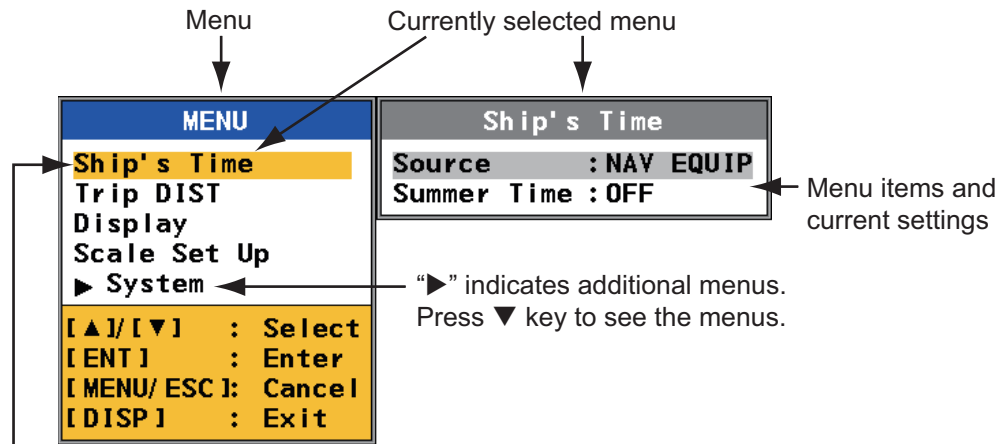 Menu
Currently selected menu
MENU
Ship's Time
Trip DIST
Display
Scale Set Up
▶ System
[▲]/[▼] : Select
[ENT] : Enter
[MENU/ESC]: Cancel
[DISP] : Exit
Ship's Time
Source :NAV EQUIP
Summer Time :OFF
Menu items and
current settings
“▶” indicates additional menus.
Press ▼ key to see the menus.